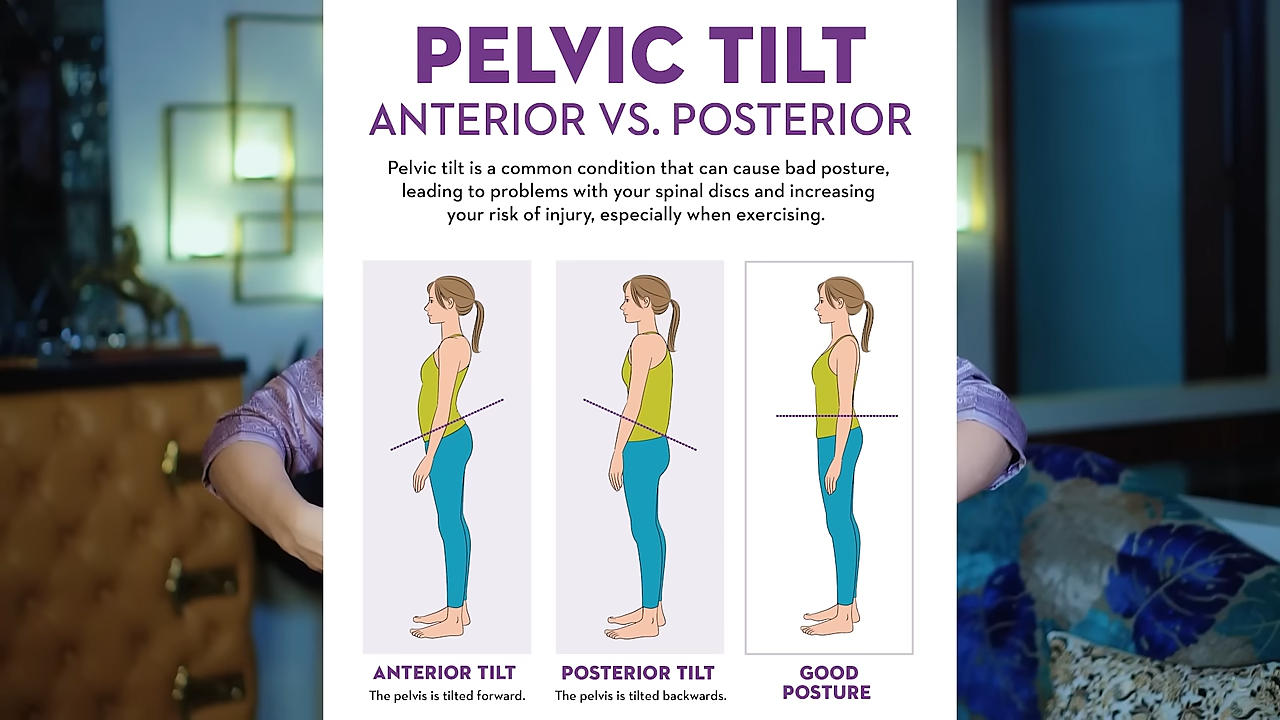 PELVIC TILT
ANTERIOR VS. POSTERIOR
Pelvic tilt is a common condition that can cause bad posture,
leading to problems with your spinal discs and increasing
your risk of injury, especially when exercising.
ANTERIOR TILT
The pelvis is tilted forward.
POSTERIOR TILT
The pelvis is tilted backwards.
GOOD
POSTURE